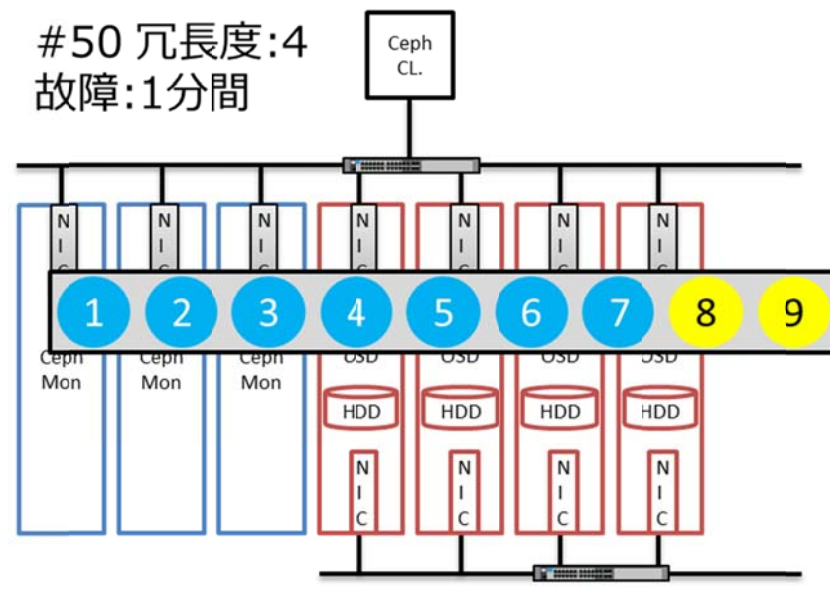 #50 冗長度:4
故障:1分間
Ceph
CL.
N
I
N
I
N
I
N
I
N
I
N
I
N
I
1 2 3 4 5 6 7 8 9
Ceph Ceph Ceph OSD OSD OSD OSD
Mon Mon Mon
HDD HDD HDD HDD
N
I
C
N
I
C
N
I
C
N
I
C